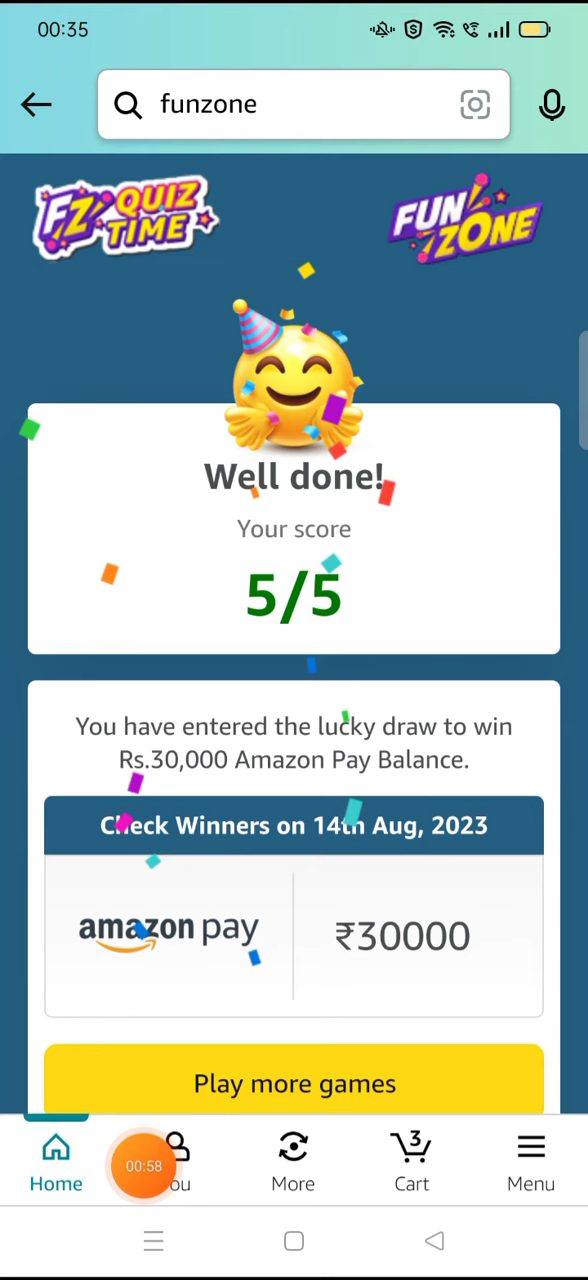 00:35
funzone
FZ QUIZ
TIME
FUN
ZONE
Well done!
Your score
5/5
You have entered the lucky draw to win
Rs.30,000 Amazon Pay Balance.
Check Winners on 14th Aug, 2023
amazon pay
₹30000
Play more games
3
00:58
Home
ou
More
Cart
Menu